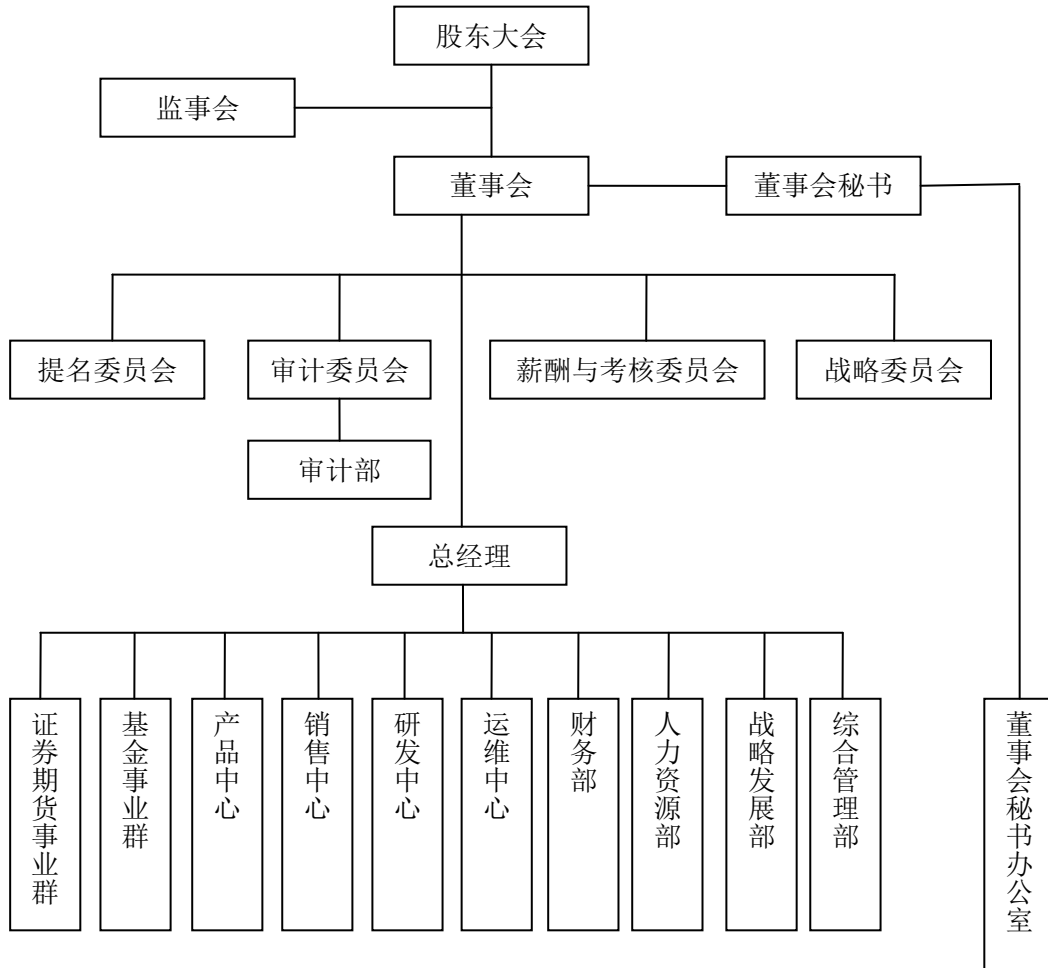 股东大会
监事会
董事会
董事会秘书
提名委员会
审计委员会
薪酬与考核委员会
战略委员会
审计部
总经理
证券期货事业群
基金事业群
产品中心
销售中心
研发中心
运维中心
财务部
人力资源部
战略发展部
综合管理部
董事会秘书办公室